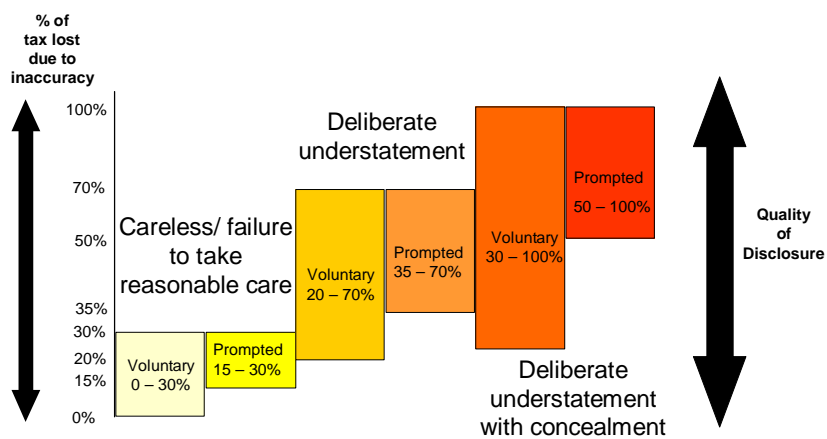 % of
tax lost
due to
inaccuracy
100%
70%
50%
35%
30%
20%
15%
0%
Careless/ failure
to take
reasonable care
Voluntary
0 – 30%
Prompted
15 – 30%
Deliberate
understatement
Voluntary
20 – 70%
Prompted
35 – 70%
Voluntary
30 – 100%
Prompted
50 – 100%
Deliberate
understatement
with concealment
Quality
of
Disclosure